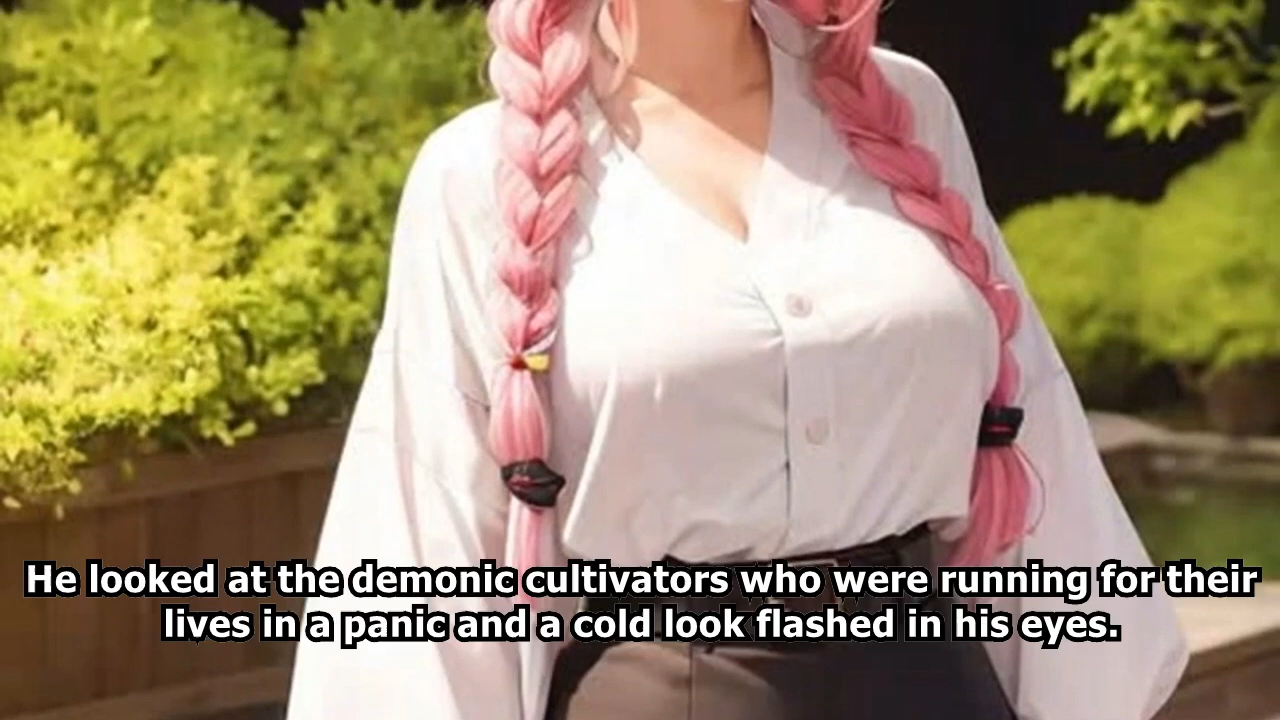 He looked at the demonic cultivators who were running for their
lives in a panic and a cold look flashed in his eyes.